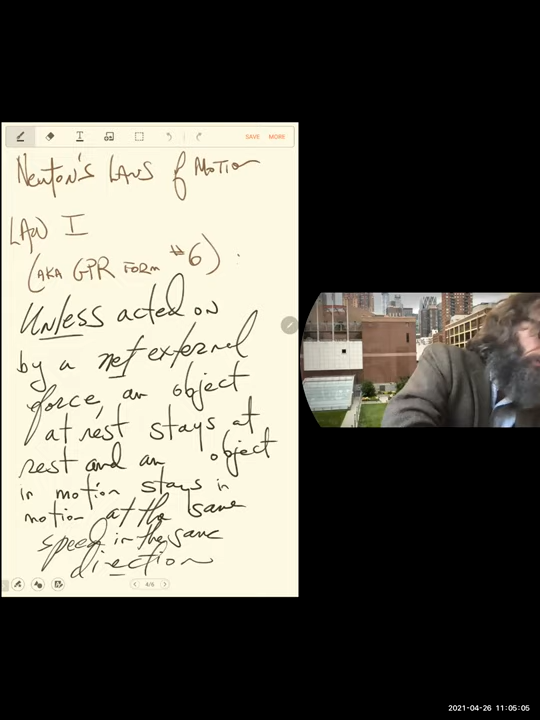 SAVE MORE
Newton's Laws of Motion
LAW I
(AKA GPR FORM #6).
Unless acted on
by a net external
force, an object
at rest stays at
rest and an object
in motion stays in
motion at the same
speed in the same
direction
4/6
2021-04-26 11:05:05